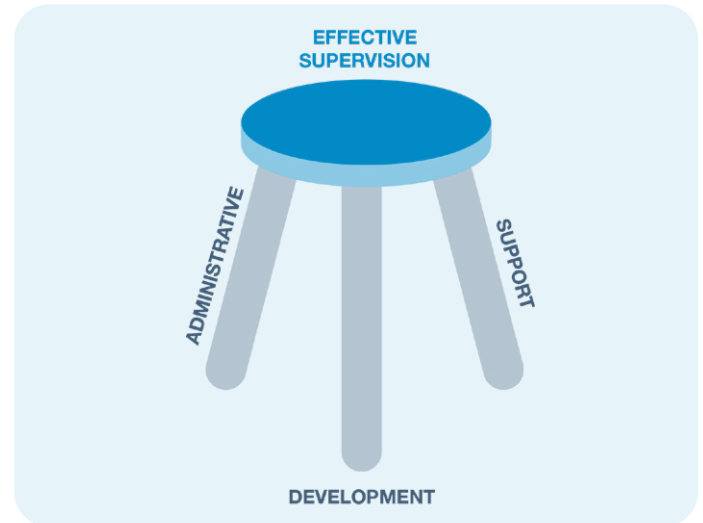 EFFECTIVE
SUPERVISION
ADMINISTRATIVE
SUPPORT
DEVELOPMENT